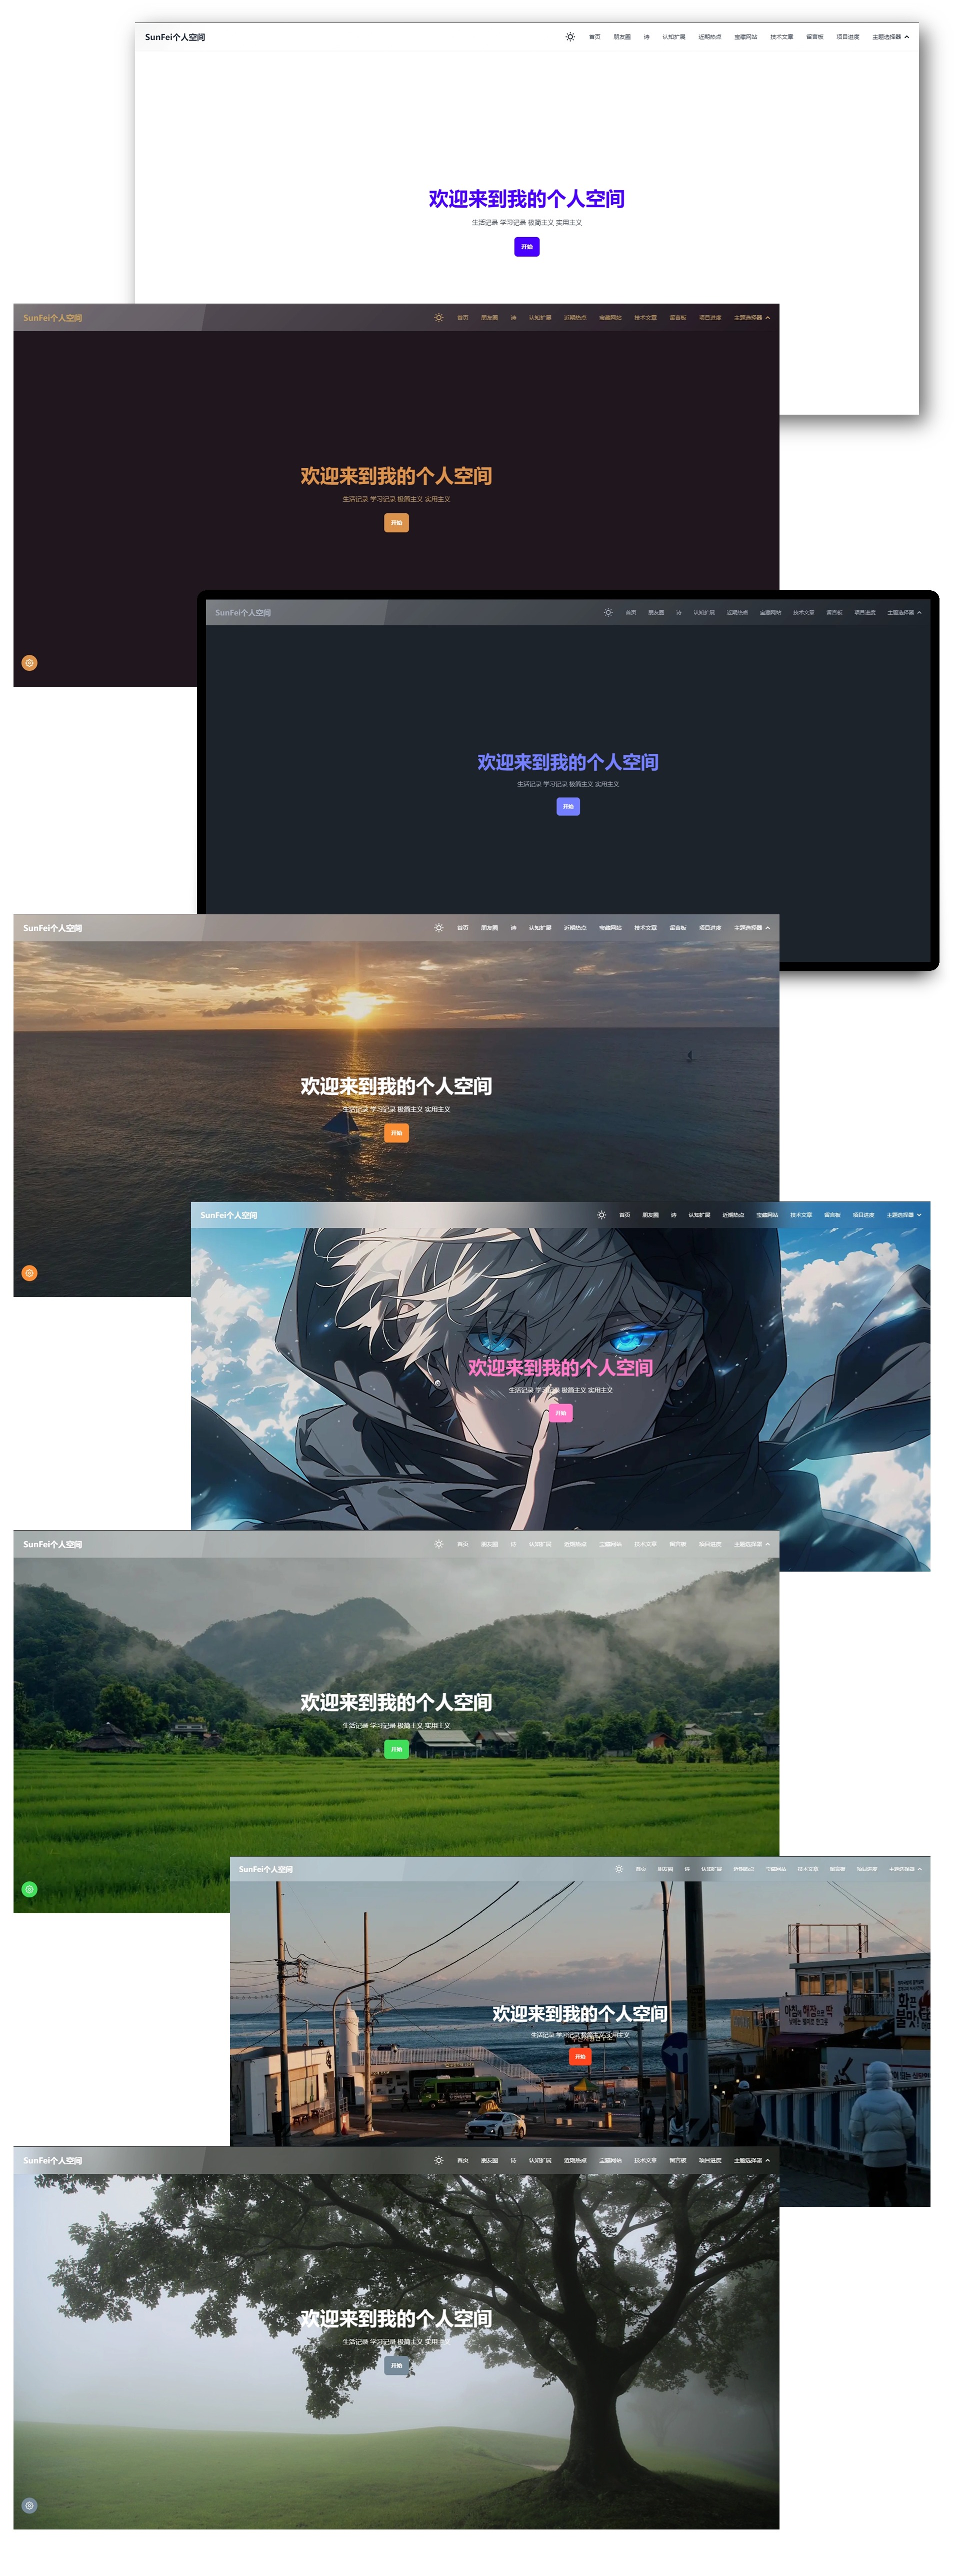 SunFei个人空间
首页 朋友圈 诗 认知扩展 近期热点 宝藏网站 技术文章 留言板 项目进度 主题选择器
欢迎来到我的个人空间
生活记录 学习记录 极简主义 实用主义
开始
SunFei个人空间
首页 朋友圈 诗 认知扩展 近期热点 宝藏网站 技术文章 留言板 项目进度 主题选择器
欢迎来到我的个人空间
生活记录 学习记录 极简主义 实用主义
开始
SunFei个人空间
首页 朋友圈 诗 认知扩展 近期热点 宝藏网站 技术文章 留言板 项目进度 主题选择器
欢迎来到我的个人空间
生活记录 学习记录 极简主义 实用主义
开始
SunFei个人空间
首页 朋友圈 诗 认知扩展 近期热点 宝藏网站 技术文章 留言板 项目进度 主题选择器
欢迎来到我的个人空间
生活记录 学习记录 极简主义 实用主义
开始
SunFei个人空间
首页 朋友圈 诗 认知扩展 近期热点 宝藏网站 技术文章 留言板 项目进度 主题选择器
欢迎来到我的个人空间
生活记录 学习记录 极简主义 实用主义
开始
SunFei个人空间
首页 朋友圈 诗 认知扩展 近期热点 宝藏网站 技术文章 留言板 项目进度 主题选择器
欢迎来到我的个人空间
生活记录 学习记录 极简主义 实用主义
开始
SunFei个人空间
首页 朋友圈 诗 认知扩展 近期热点 宝藏网站 技术文章 留言板 项目进度 主题选择器
欢迎来到我的个人空间
生活记录 学习记录 极简主义 实用主义
开始
SunFei个人空间
首页 朋友圈 诗 认知扩展 近期热点 宝藏网站 技术文章 留言板 项目进度 主题选择器
欢迎来到我的个人空间
生活记录 学习记录 极简主义 实用主义
开始